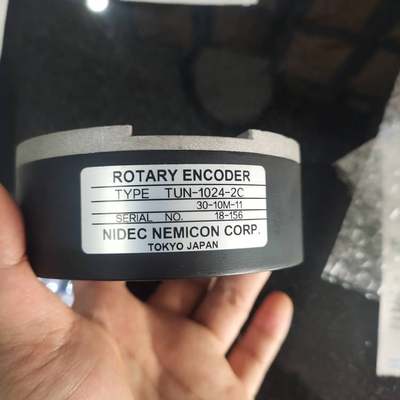 ROTARY ENCODER
TYPE TUN-1024-2C
30-10M-11
SERIAL NO. 18-156
NIDEC NEMICON CORP.
TOKYO JAPAN